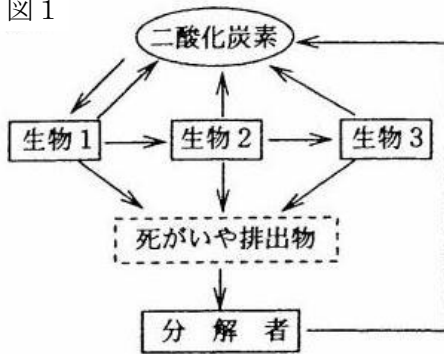 図1
二酸化炭素
生物1
生物2
生物3
死がいや排出物
分解者